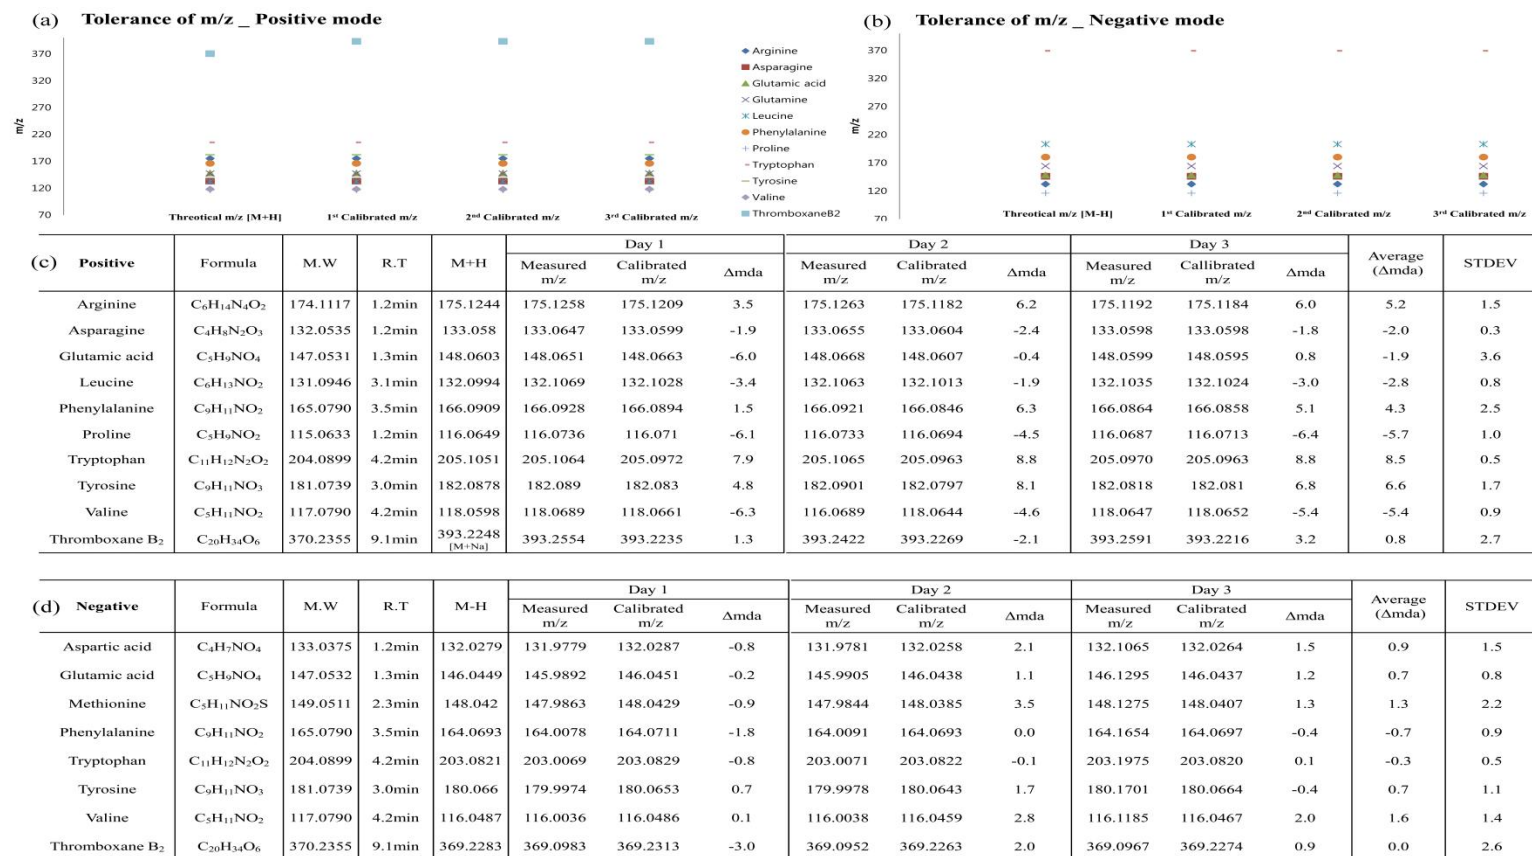 (a) Tolerance of m/z _ Positive mode
m/z
370
320
270
220
170
120
70
Threotical m/z [M+H] 1st Calibrated m/z 2nd Calibrated m/z 3rd Calibrated m/z
Arginine
Asparagine
Glutamic acid
Glutamine
Leucine
Phenylalanine
Proline
Tryptophan
Tyrosine
Valine
ThromboxaneB2
(b) Tolerance of m/z _ Negative mode
m/z
370
320
270
220
170
120
70
Threotical m/z [M-H] 1st Calibrated m/z 2nd Calibrated m/z 3rd Calibrated m/z
Day 1 Day 2 Day 3
(c) Positive Formula M.W R.T M+H Measured m/z Calibrated m/z Δmda Measured m/z Calibrated m/z Δmda Measured m/z Callibrated m/z Δmda Average (Δmda) STDEV
Arginine C₆H₁₄N₄O₂ 174.1117 1.2min 175.1244 175.1258 175.1209 3.5 175.1263 175.1182 6.2 175.1192 175.1184 6.0 5.2 1.5
Asparagine C₄H₈N₂O₃ 132.0535 1.2min 133.058 133.0647 133.0599 -1.9 133.0655 133.0604 -2.4 133.0598 133.0598 -1.8 -2.0 0.3
Glutamic acid C₅H₉NO₄ 147.0531 1.3min 148.0603 148.0651 148.0663 -6.0 148.0668 148.0607 -0.4 148.0599 148.0595 0.8 -1.9 3.6
Leucine C₆H₁₃NO₂ 131.0946 3.1min 132.0994 132.1069 132.1028 -3.4 132.1063 132.1013 -1.9 132.1035 132.1024 -3.0 -2.8 0.8
Phenylalanine C₉H₁₁NO₂ 165.0790 3.5min 166.0909 166.0928 166.0894 1.5 166.0921 166.0846 6.3 166.0864 166.0858 5.1 4.3 2.5
Proline C₅H₉NO₂ 115.0633 1.2min 116.0649 116.0736 116.071 -6.1 116.0733 116.0694 -4.5 116.0687 116.0713 -6.4 -5.7 1.0
Tryptophan C₁₁H₁₂N₂O₂ 204.0899 4.2min 205.1051 205.1064 205.0972 7.9 205.1065 205.0963 8.8 205.0970 205.0963 8.8 8.5 0.5
Tyrosine C₉H₁₁NO₃ 181.0739 3.0min 182.0878 182.089 182.083 4.8 182.0901 182.0797 8.1 182.0818 182.081 6.8 6.6 1.7
Valine C₅H₁₁NO₂ 117.0790 4.2min 118.0598 118.0689 118.0661 -6.3 116.0689 118.0644 -4.6 118.0647 118.0652 -5.4 -5.4 0.9
Thromboxane B₂ C₂₀H₃₄O₆ 370.2355 9.1min 393.2248 [M+Na] 393.2554 393.2235 1.3 393.2422 393.2269 -2.1 393.2591 393.2216 3.2 0.8 2.7
Day 1 Day 2 Day 3
(d) Negative Formula M.W R.T M-H Measured m/z Calibrated m/z Δmda Measured m/z Calibrated m/z Δmda Measured m/z Calibrated m/z Δmda Average (Δmda) STDEV
Aspartic acid C₄H₇NO₄ 133.0375 1.2min 132.0279 131.9779 132.0287 -0.8 131.9781 132.0258 2.1 132.1065 132.0264 1.5 0.9 1.5
Glutamic acid C₅H₉NO₄ 147.0532 1.3min 146.0449 145.9892 146.0451 -0.2 145.9905 146.0438 1.1 146.1295 146.0437 1.2 0.7 0.8
Methionine C₅H₁₁NO₂S 149.0511 2.3min 148.042 147.9863 148.0429 -0.9 147.9844 148.0385 3.5 148.1275 148.0407 1.3 1.3 2.2
Phenylalanine C₉H₁₁NO₂ 165.0790 3.5min 164.0693 164.0078 164.0711 -1.8 164.0091 164.0693 0.0 164.1654 164.0697 -0.4 -0.7 0.9
Tryptophan C₁₁H₁₂N₂O₂ 204.0899 4.2min 203.0821 203.0069 203.0829 -0.8 203.0071 203.0822 -0.1 203.1975 203.0820 0.1 -0.3 0.5
Tyrosine C₉H₁₁NO₃ 181.0739 3.0min 180.066 179.9974 180.0653 0.7 179.9978 180.0643 1.7 180.1701 180.0664 -0.4 0.7 1.1
Valine C₅H₁₁NO₂ 117.0790 4.2min 116.0487 116.0036 116.0486 0.1 116.0038 116.0459 2.8 116.1185 116.0467 2.0 1.6 1.4
Thromboxane B₂ C₂₀H₃₄O₆ 370.2355 9.1min 369.2283 369.0983 369.2313 -3.0 369.0952 369.2263 2.0 369.0967 369.2274 0.9 0.0 2.6